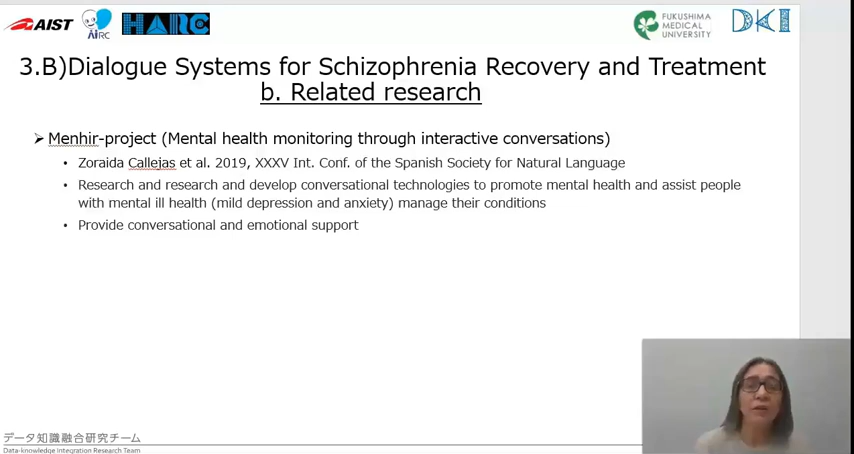 AIST
AIRC
HARC
FUKUSHIMA
MEDICAL
UNIVERSITY
DKI
3.B)Dialogue Systems for Schizophrenia Recovery and Treatment
b. Related research
➢ Menhir-project (Mental health monitoring through interactive conversations)
• Zoraida Callejas et al. 2019, XXXV Int. Conf. of the Spanish Society for Natural Language
• Research and research and develop conversational technologies to promote mental health and assist people
with mental ill health (mild depression and anxiety) manage their conditions
• Provide conversational and emotional support
データ知識融合研究チーム
Data-knowledge Integration Research Team